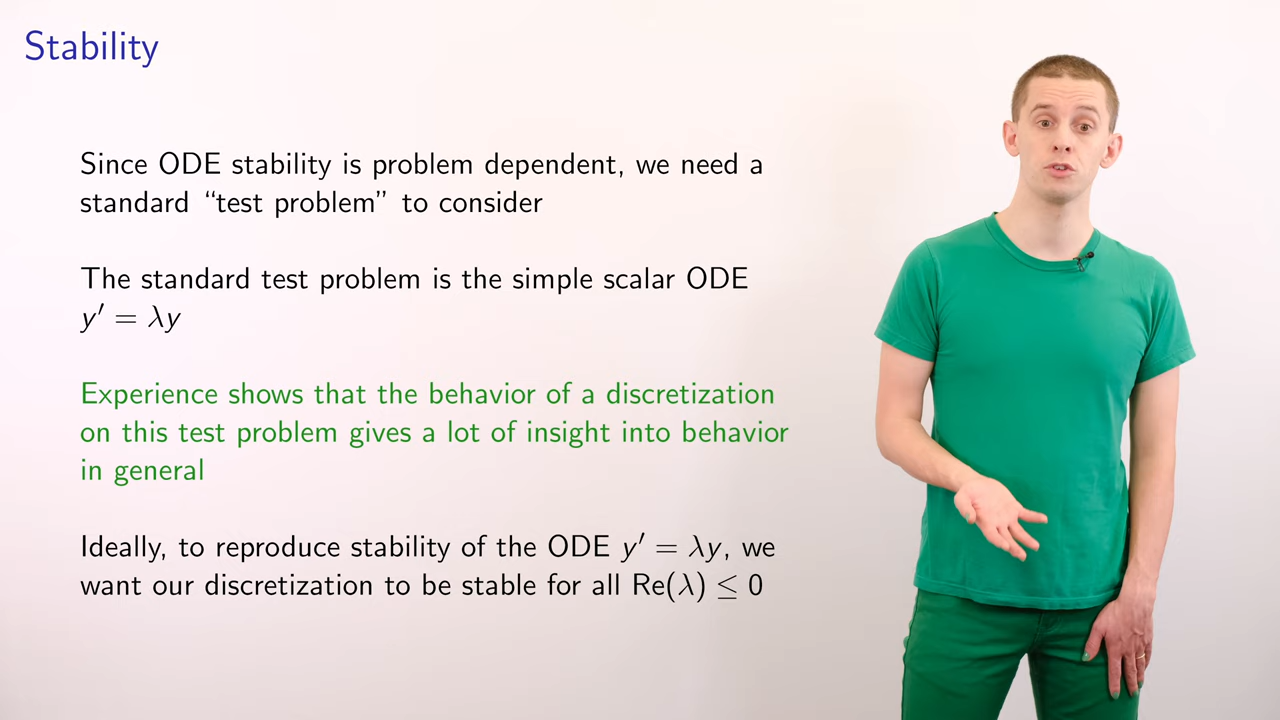 Stability
Since ODE stability is problem dependent, we need a
standard “test problem” to consider
The standard test problem is the simple scalar ODE
y′ = λy
Experience shows that the behavior of a discretization
on this test problem gives a lot of insight into behavior
in general
Ideally, to reproduce stability of the ODE y′ = λy, we
want our discretization to be stable for all Re(λ) ≤ 0